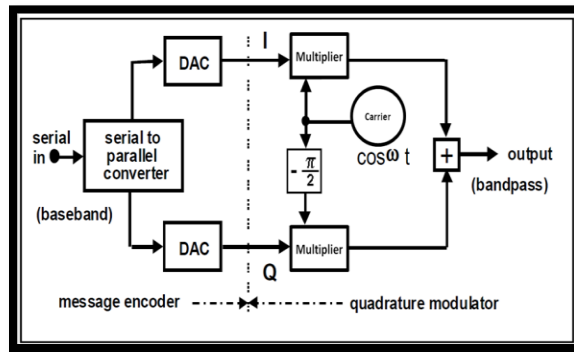 I
DAC
Multiplier
serial
in
serial to
parallel
converter
Carrier
cosω t
- π/2
+
output
(bandpass)
(baseband)
DAC
Multiplier
Q
message encoder
quadrature modulator